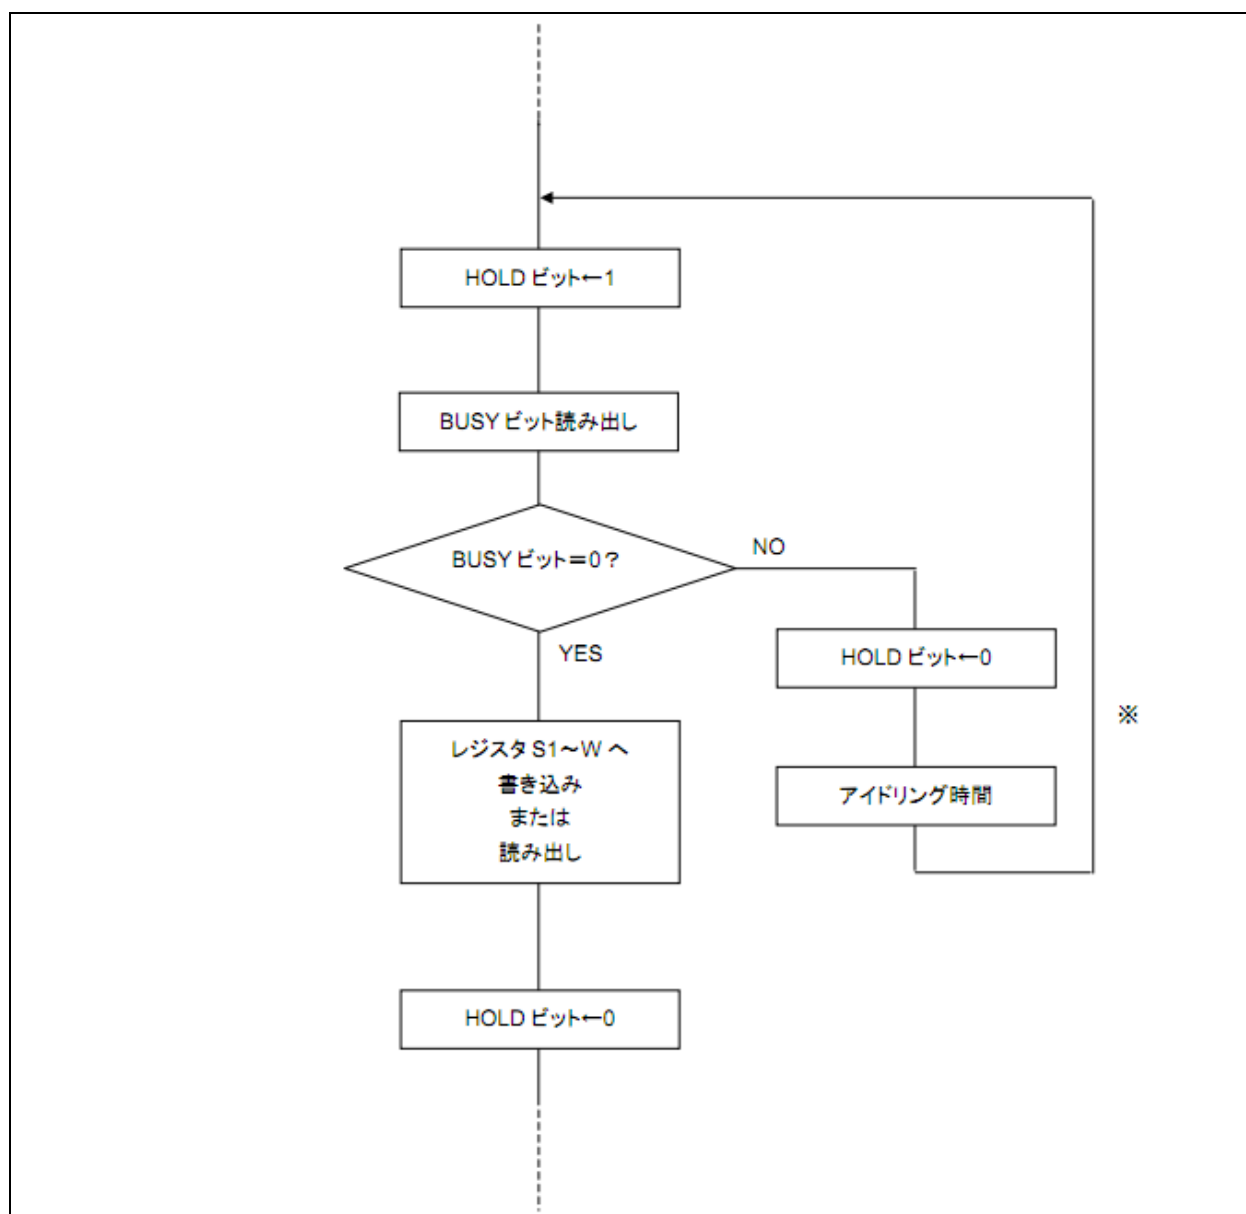 HOLD ビット←1
BUSY ビット読み出し
BUSY ビット＝0？
NO
YES
HOLD ビット←0
※
レジスタ S1～W へ
書き込み
または
読み出し
アイドリング時間
HOLD ビット←0